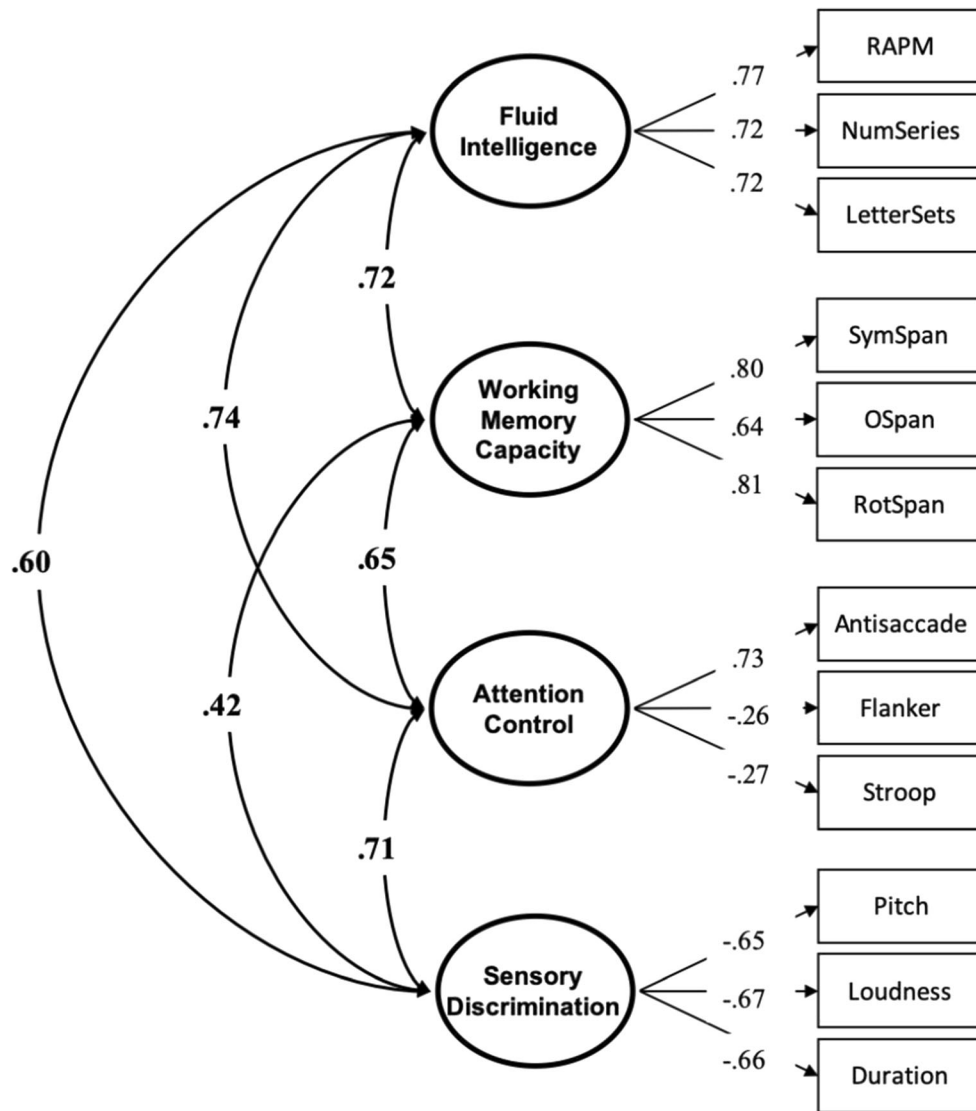 RAPM
.77
Fluid
Intelligence
.72
NumSeries
.72
LetterSets
.72
SymSpan
.80
Working
Memory
Capacity
.74
.64
OSpan
.81
RotSpan
.60
.65
Antisaccade
.73
Attention
Control
.42
-.26
Flanker
-.27
Stroop
.71
Pitch
-.65
Sensory
Discrimination
-.67
Loudness
-.66
Duration